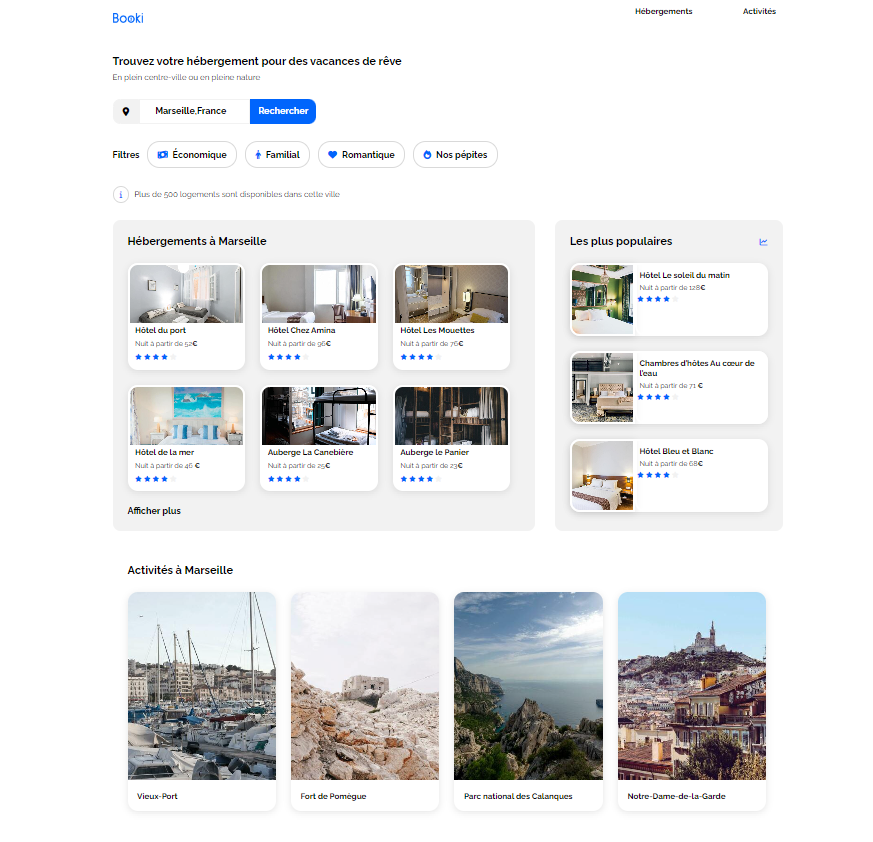 Booki
Hébergements
Activités
Trouvez votre hébergement pour des vacances de rêve
En plein centre-ville ou en pleine nature
Marseille,France
Rechercher
Filtres
Économique
Familial
Romantique
Nos pépites
Plus de 500 logements sont disponibles dans cette ville
Hébergements à Marseille
Hôtel du port
Nuit à partir de 52€
Hôtel Chez Amina
Nuit à partir de 96€
Hôtel Les Mouettes
Nuit à partir de 76€
Hôtel de la mer
Nuit à partir de 46 €
Auberge La Canebière
Nuit à partir de 25€
Auberge le Panier
Nuit à partir de 23€
Afficher plus
Les plus populaires
Hôtel Le soleil du matin
Nuit à partir de 128€
Chambres d'hôtes Au cœur de
l'eau
Nuit à partir de 71 €
Hôtel Bleu et Blanc
Nuit à partir de 68€
Activités à Marseille
Vieux-Port
Fort de Pomègue
Parc national des Calanques
Notre-Dame-de-la-Garde